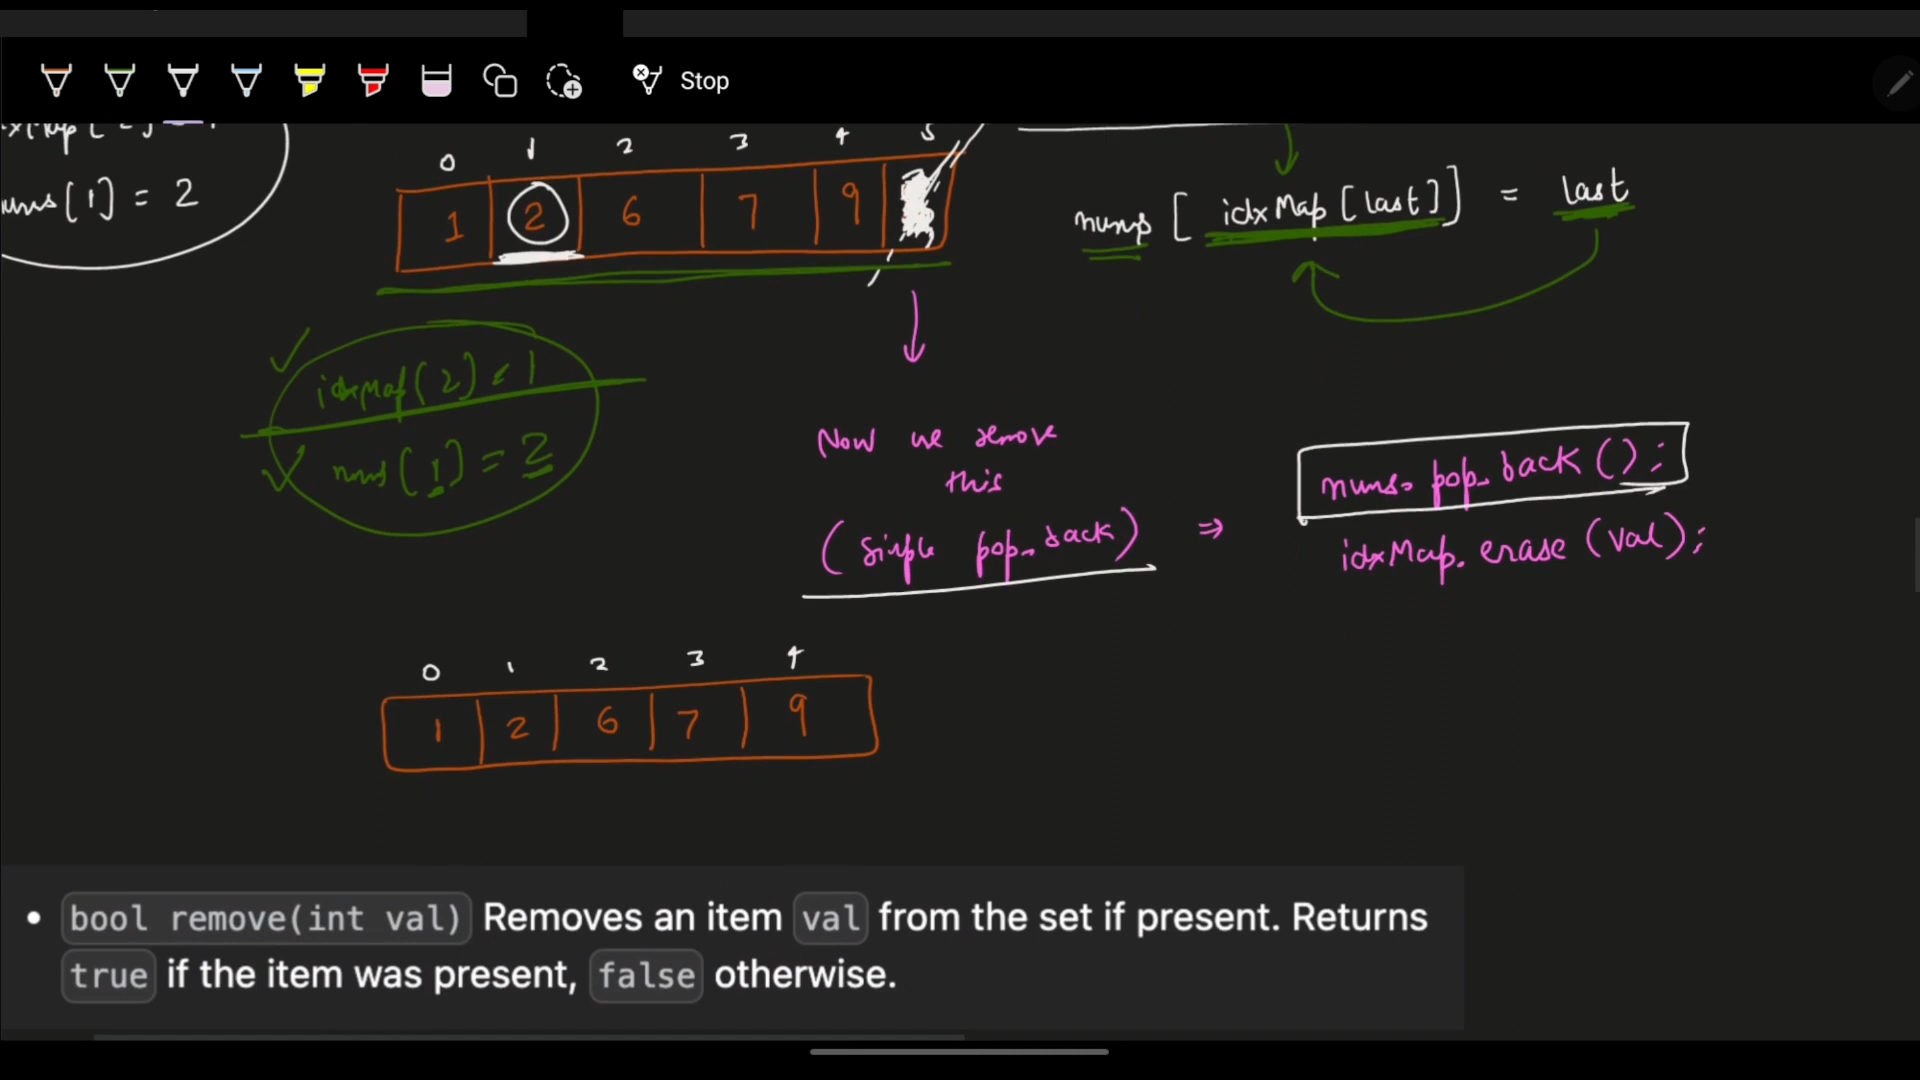 Stop
0 1 2 3 4 5
1 2 6 7 9
nums[1] = 2
nums [ idxMap [last] ] = last
idxMap(2) = 1
nums(1) = 2
Now we remove
this
(simple pop_back) ⇒
nums. pop_back ();
idxMap. erase (val);
0 1 2 3 4
1 2 6 7 9
• bool remove(int val) Removes an item val from the set if present. Returns
true if the item was present, false otherwise.